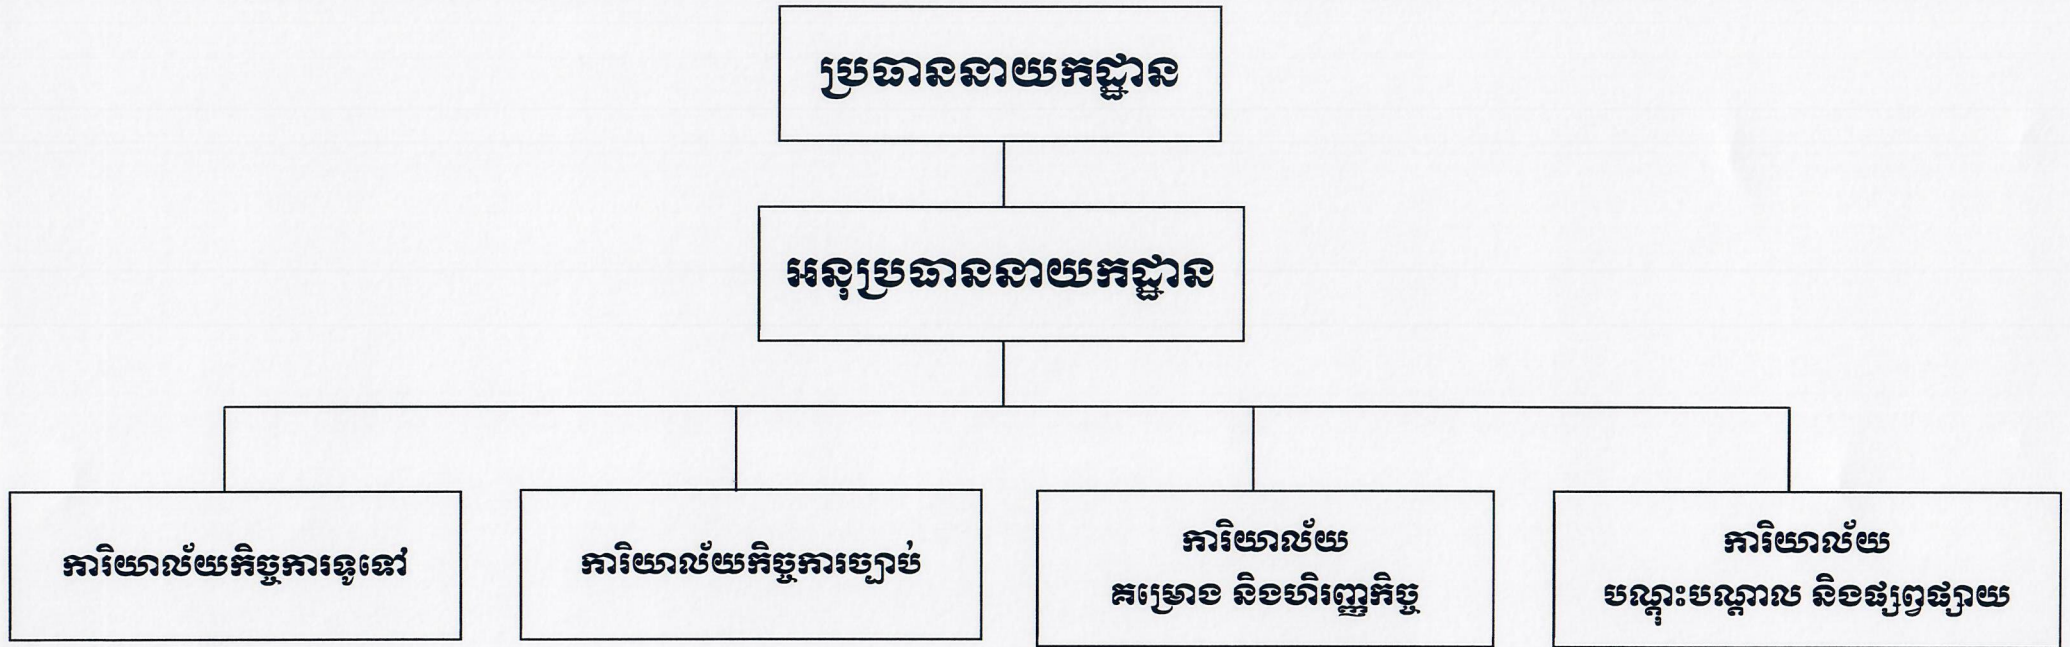 ប្រធាននាយកដ្ឋាន
អនុប្រធាននាយកដ្ឋាន
ការិយាល័យកិច្ចការទូទៅ
ការិយាល័យកិច្ចការច្បាប់
ការិយាល័យ
គម្រោង និងហិរញ្ញកិច្ច
ការិយាល័យ
បណ្តុះបណ្តាល និងផ្សព្វផ្សាយ